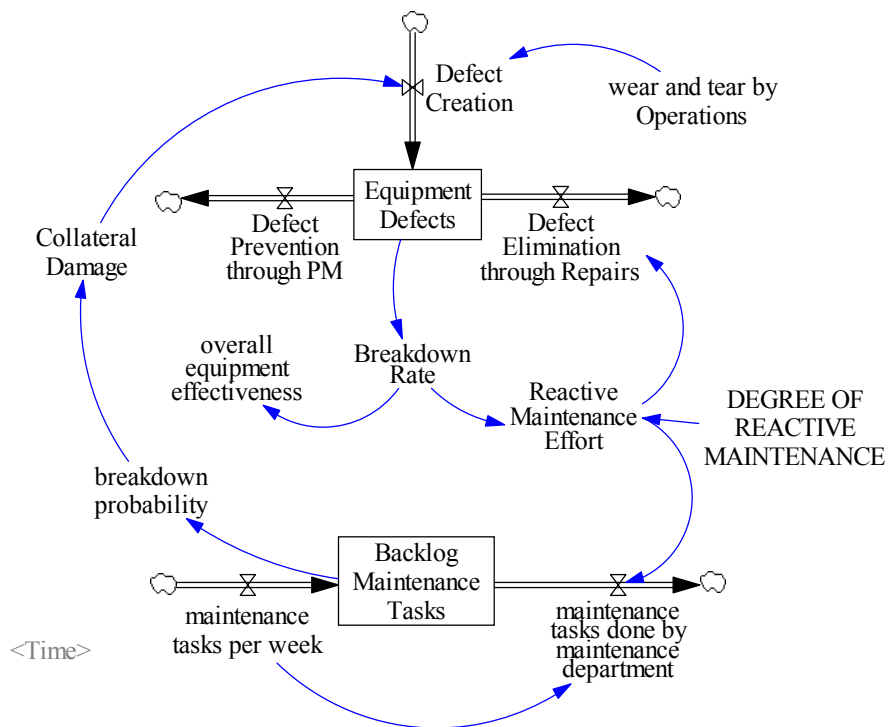 Defect
Creation
wear and tear by
Operations
Equipment
Defects
Defect
Prevention
through PM
Defect
Elimination
through Repairs
Collateral
Damage
overall
equipment
effectiveness
Breakdown
Rate
Reactive
Maintenance
Effort
DEGREE OF
REACTIVE
MAINTENANCE
breakdown
probability
Backlog
Maintenance
Tasks
maintenance
tasks per week
maintenance
tasks done by
maintenance
department
<Time>